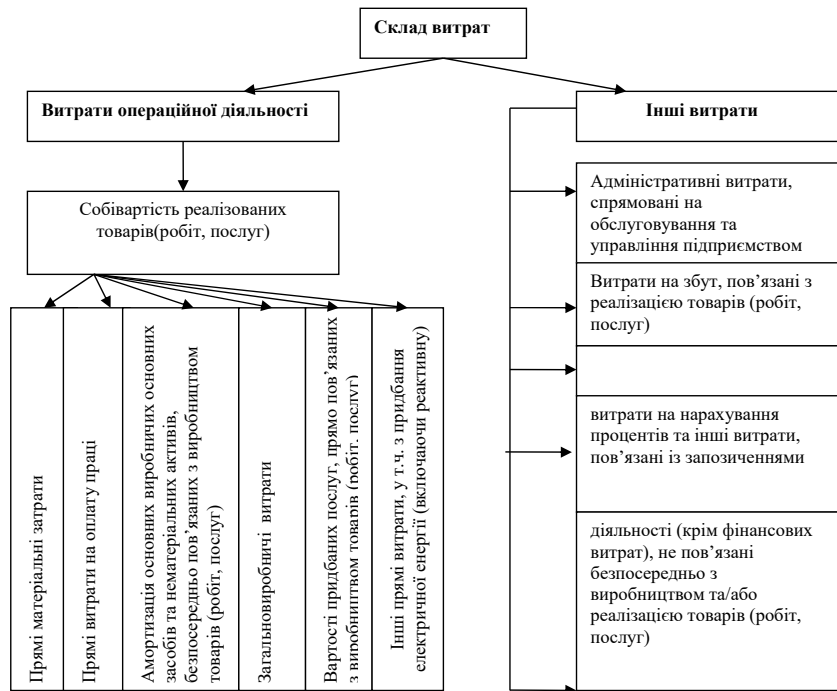 Склад витрат
Витрати операційної діяльності
Інші витрати
Собівартість реалізованих
товарів(робіт, послуг)
Прямі матеріальні затрати
Прямі витрати на оплату праці
Амортизація основних виробничих основних
засобів та нематеріальних активів,
безпосередньо пов’язаних з виробництвом
товарів (робіт, послуг)
Загальновиробничі витрати
Вартості придбаних послуг, прямо пов’язаних
з виробництвом товарів (робіт, послуг)
Інші прямі витрати, у т.ч. з придбання
електричної енергії (включаючи реактивну)
Адміністративні витрати,
спрямовані на
обслуговування та
управління підприємством
Витрати на збут, пов’язані з
реалізацією товарів (робіт,
послуг)
витрати на нарахування
процентів та інші витрати,
пов’язані із запозиченнями
діяльності (крім фінансових
витрат), не пов’язані
безпосередньо з
виробництвом та/або
реалізацією товарів (робіт,
послуг)